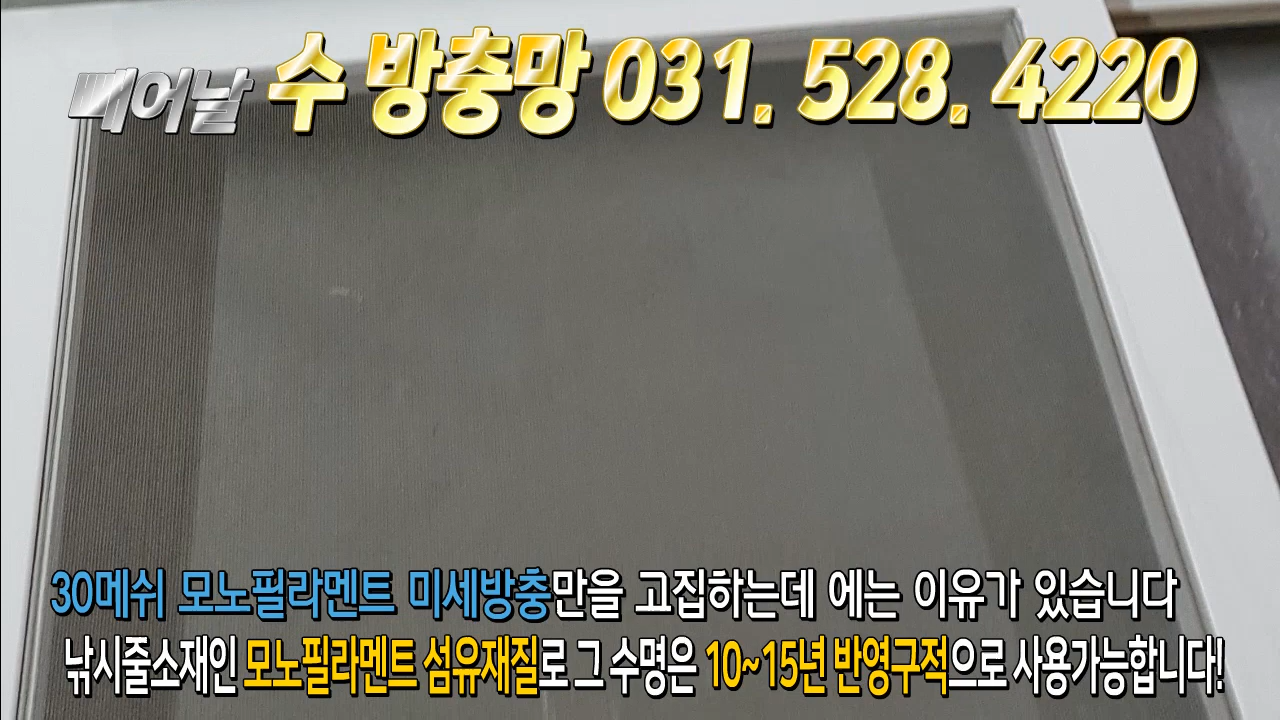 빼어날 수 방충망 031. 528. 4220
30메쉬 모노필라멘트 미세방충만을 고집하는데 에는 이유가 있습니다
낚시줄소재인 모노필라멘트 섬유재질로 그 수명은 10~15년 반영구적으로 사용가능합니다!